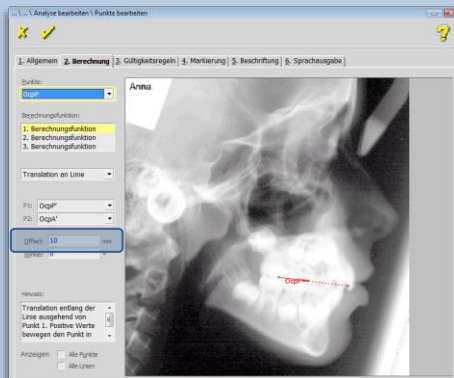 ...\ ... \ Analyse bearbeiten \ Punkte bearbeiten
1. Allgemein
2. Berechnung
3. Gültigkeitsregeln
4. Markierung
5. Beschriftung
6. Sprachausgabe
Punkte:
OcpP
Berechnungsfunktion:
1. Berechnungsfunktion
2. Berechnungsfunktion
3. Berechnungsfunktion
Translation an Linie
P1: OcpP'
P2: OcpA'
Offset: 10 mm
Winkel: 0 °
Hinweis:
Translation entlang der
Linie ausgehend von
Punkt 1. Positive Werte
bewegen den Punkt in
Anzeigen
Alle Punkte
Alle Linien
Anna
OcpP